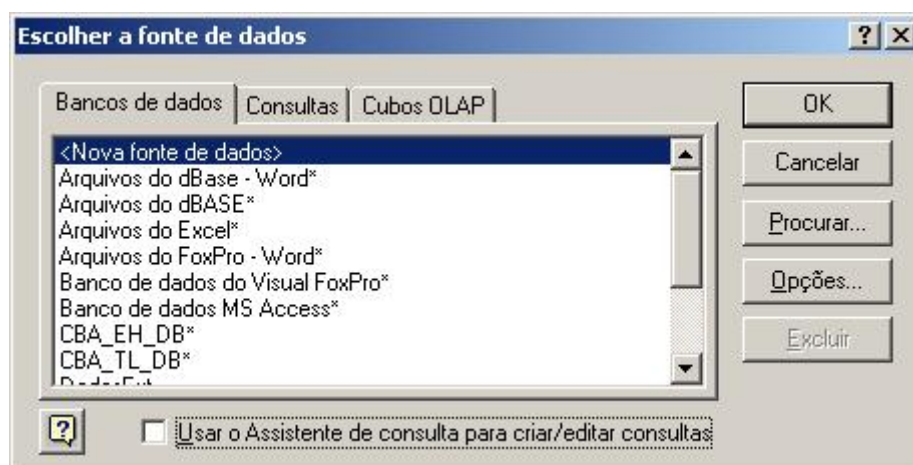 Escolher a fonte de dados
Bancos de dados Consultas Cubos OLAP
<Nova fonte de dados>
Arquivos do dBase - Word*
Arquivos do dBASE*
Arquivos do Excel*
Arquivos do FoxPro - Word*
Banco de dados do Visual FoxPro*
Banco de dados MS Access*
CBA_EH_DB*
CBA_TL_DB*
OK
Cancelar
Procurar...
Opções...
Excluir
Usar o Assistente de consulta para criar/editar consultas